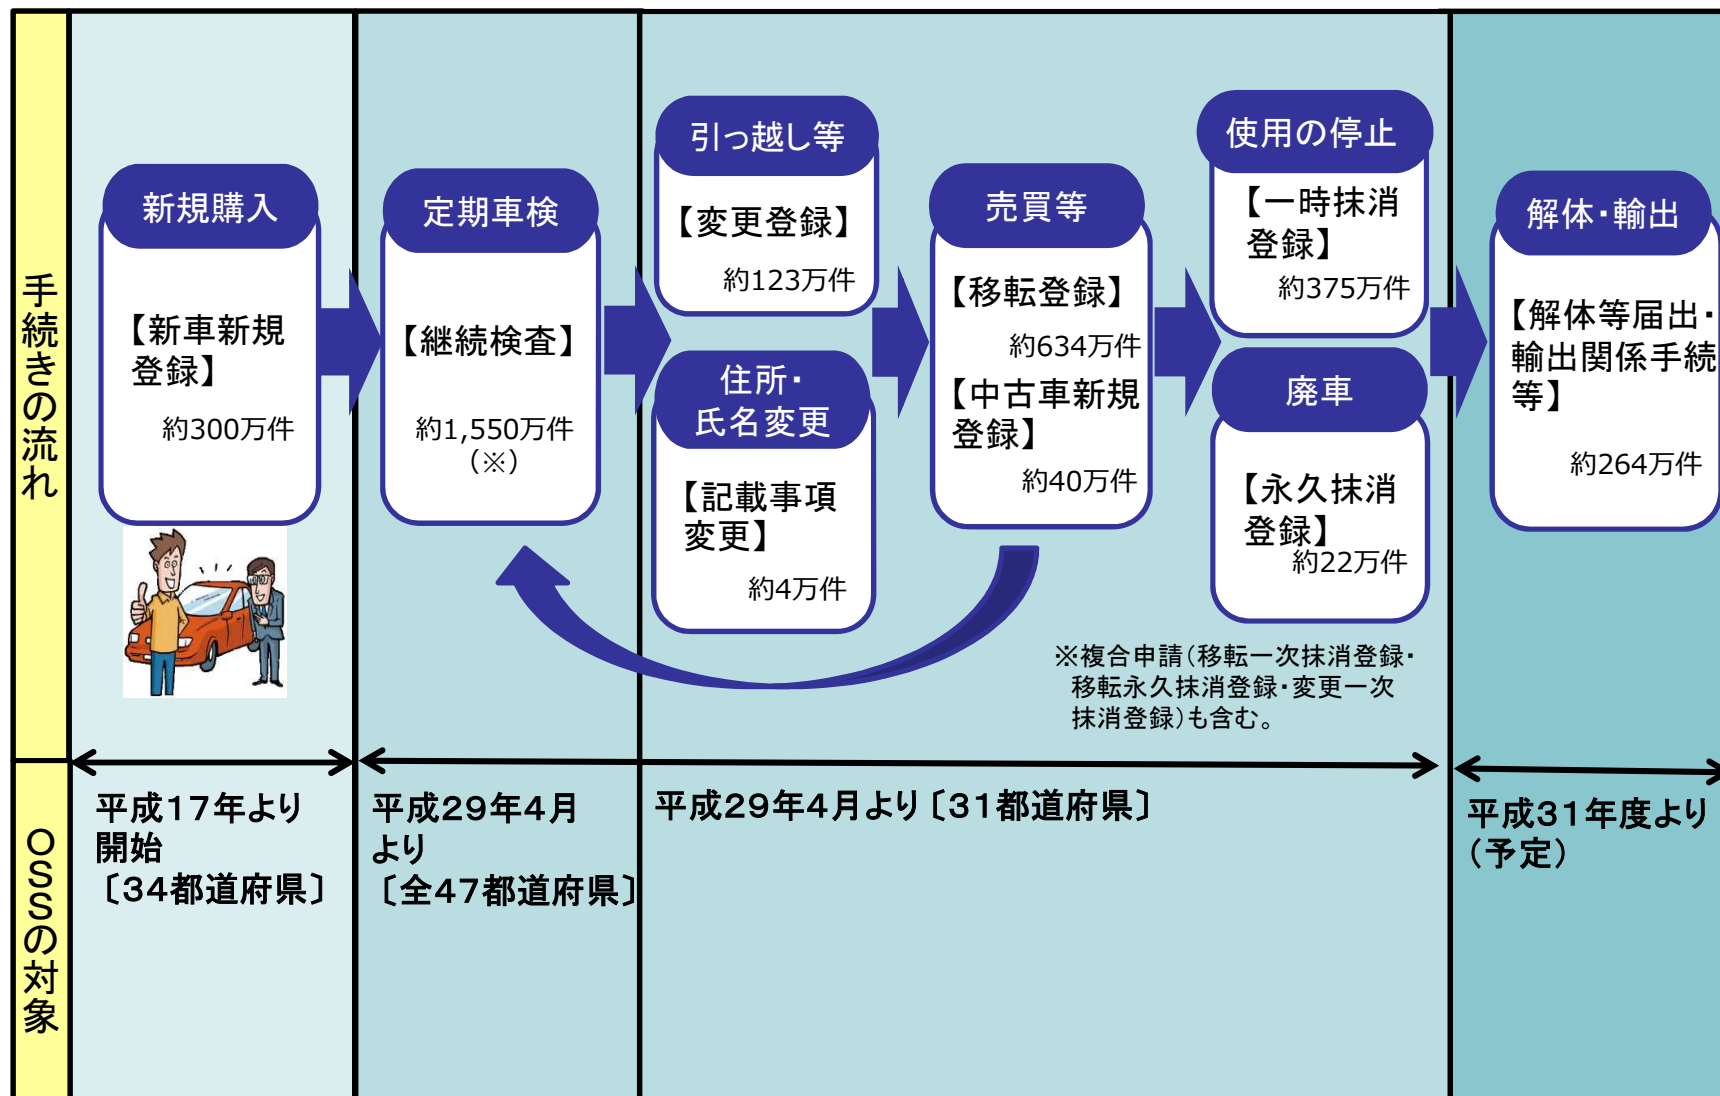 手続きの流れ
新規購入
【新車新規
登録】
約300万件
定期車検
【継続検査】
約1,550万件
（※）
引っ越し等
【変更登録】
約123万件
住所・
氏名変更
【記載事項
変更】
約4万件
売買等
【移転登録】
約634万件
【中古車新規
登録】
約40万件
使用の停止
【一時抹消
登録】
約375万件
廃車
【永久抹消
登録】
約22万件
解体・輸出
【解体等届出・
輸出関係手続
等】
約264万件
※複合申請（移転一次抹消登録・
移転永久抹消登録・変更一次
抹消登録）も含む。
OSSの対象
平成17年より
開始
〔34都道府県〕
平成29年4月
より
〔全47都道府県〕
平成29年4月より〔31都道府県〕
平成31年度より
（予定）